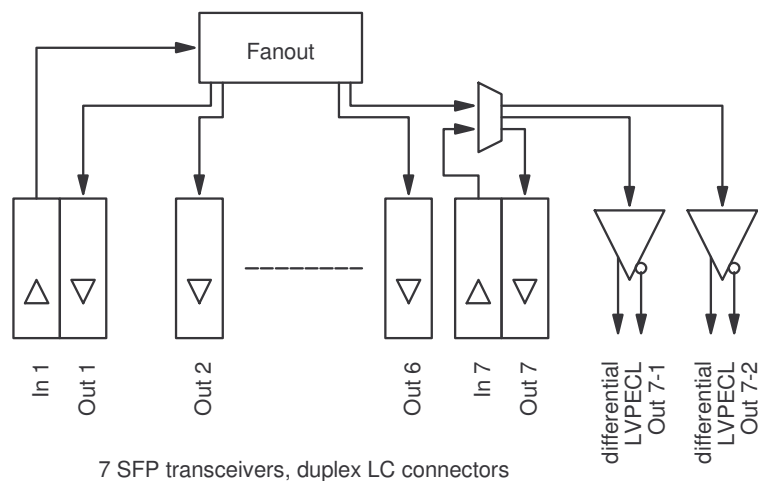 Fanout
In 1
Out 1
Out 2
Out 6
In 7
Out 7
differential
LVPECL
Out 7-1
differential
LVPECL
Out 7-2
7 SFP transceivers, duplex LC connectors